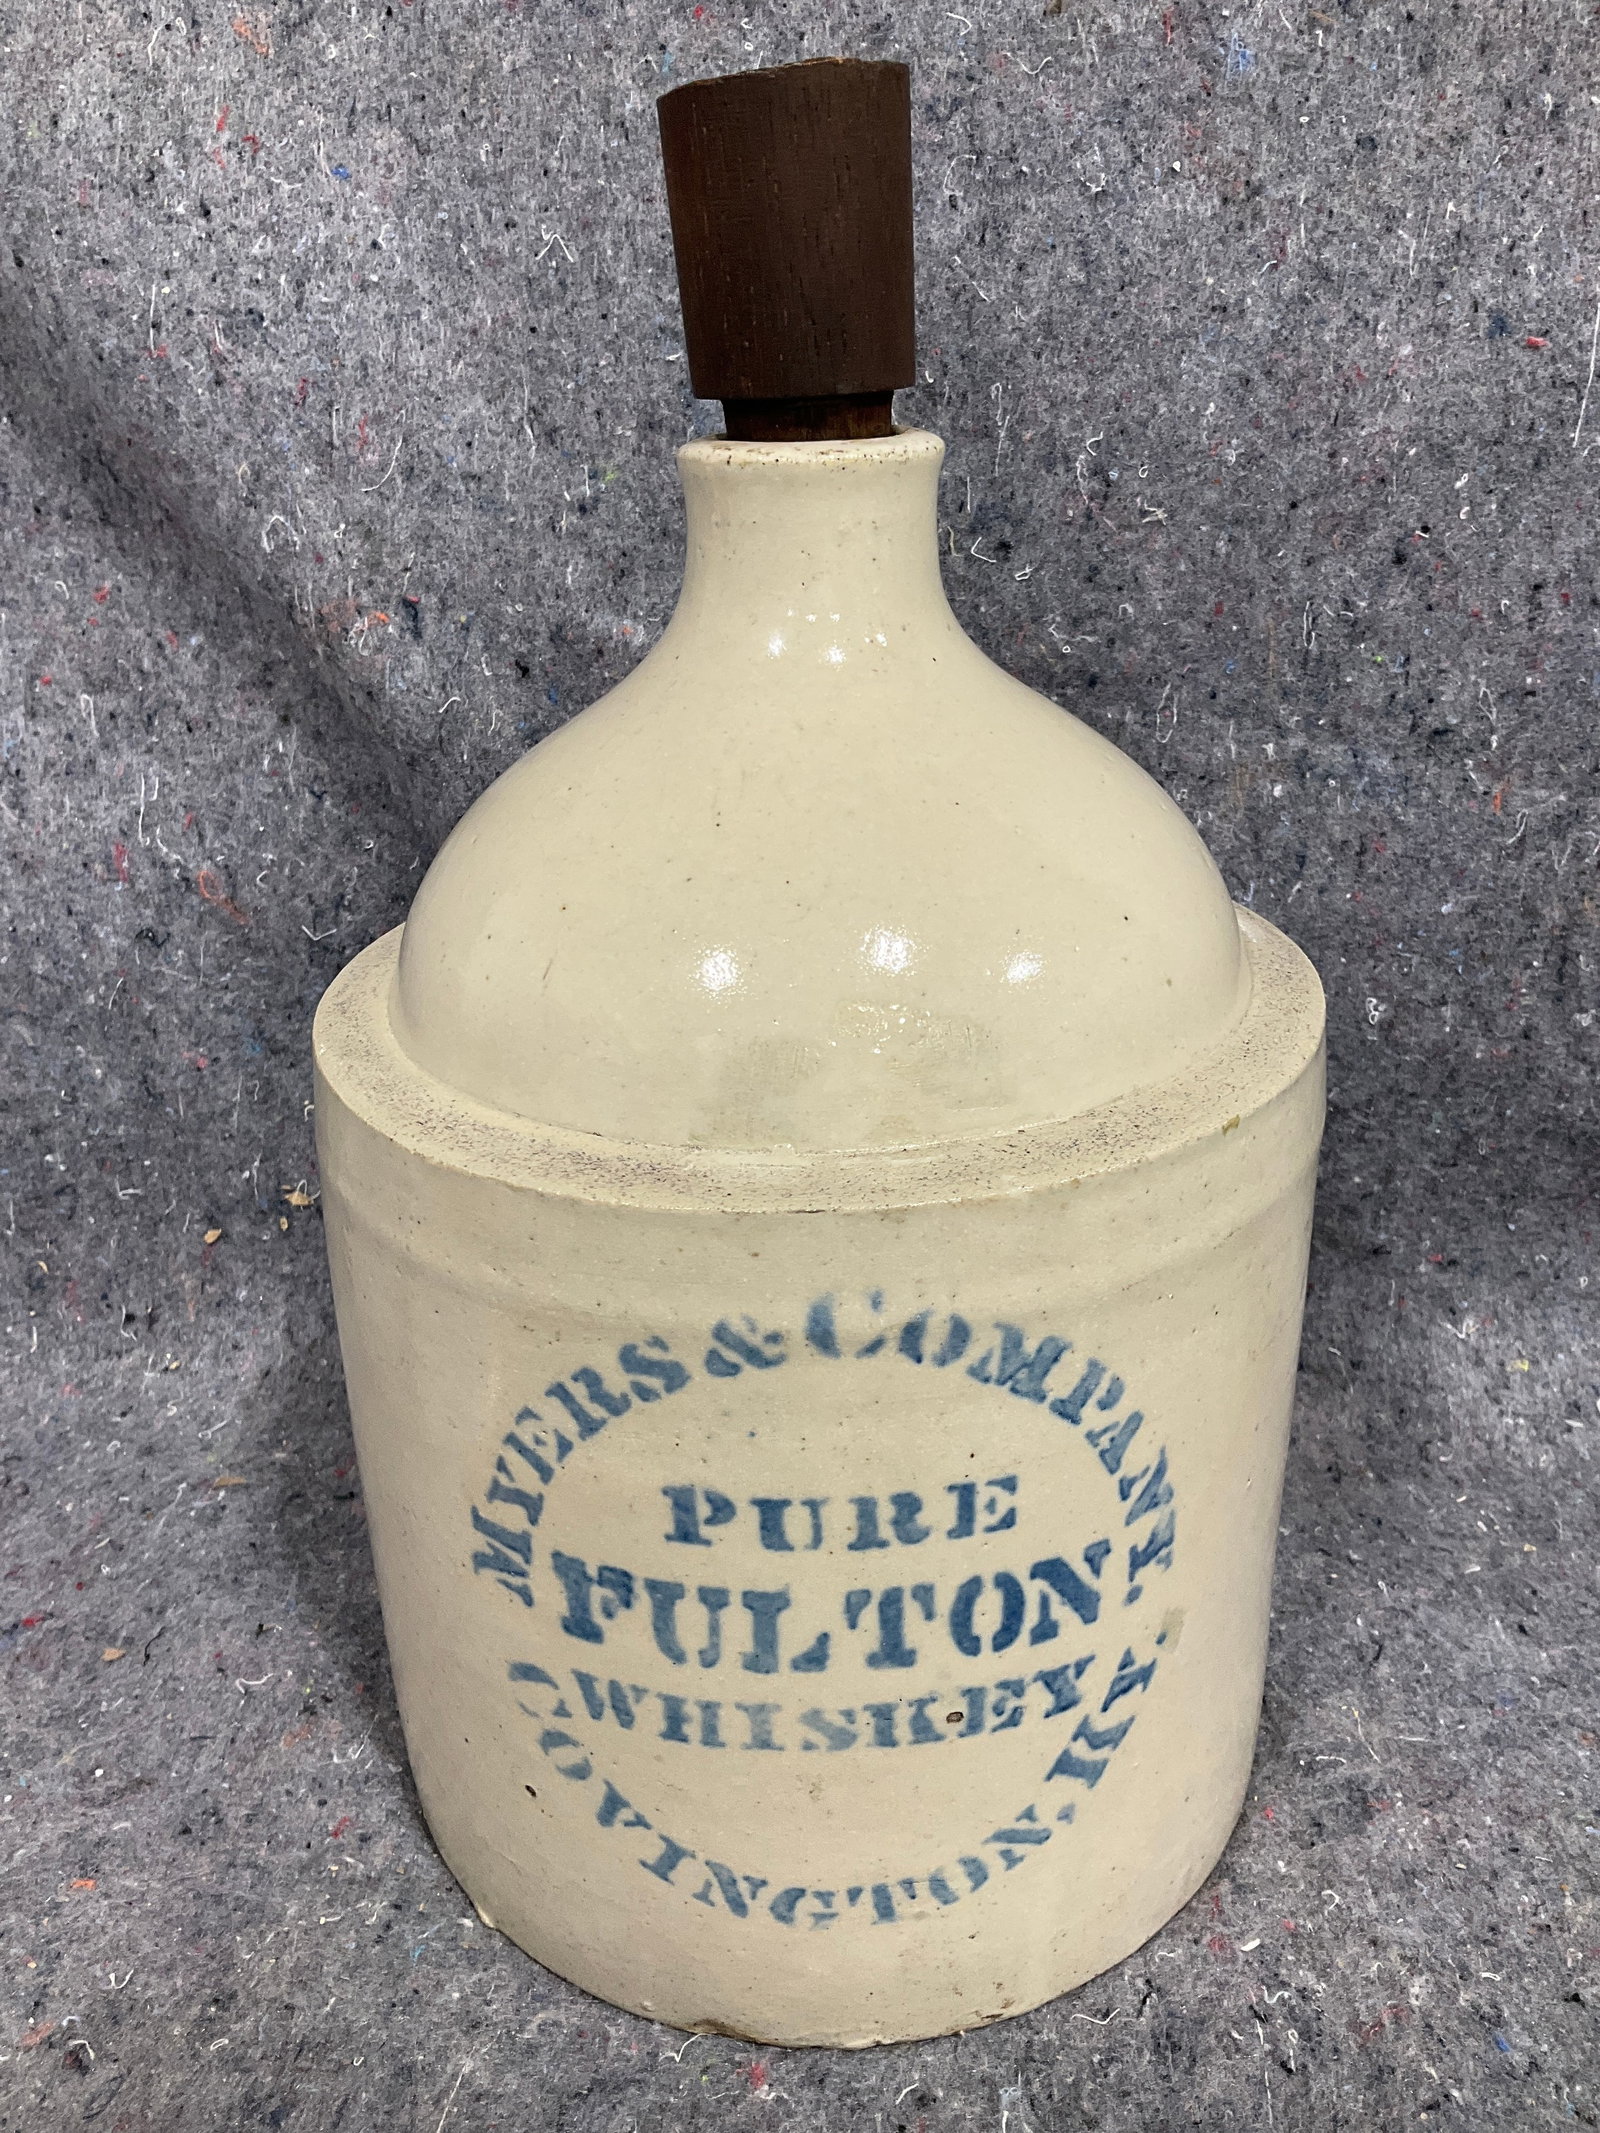 MYERS & COMPANY.
PURE
FULTON
WHISKEY
COVINGTON, KY.